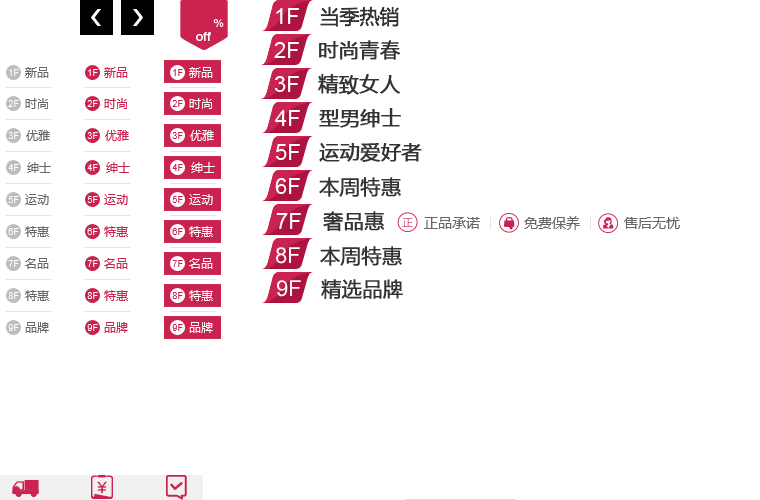 %
off
1F 新品
2F 时尚
3F 优雅
4F 绅士
5F 运动
6F 特惠
7F 名品
8F 特惠
9F 品牌
1F 新品
2F 时尚
3F 优雅
4F 绅士
5F 运动
6F 特惠
7F 名品
8F 特惠
9F 品牌
1F 新品
2F 时尚
3F 优雅
4F 绅士
5F 运动
6F 特惠
7F 名品
8F 特惠
9F 品牌
1F 当季热销
2F 时尚青春
3F 精致女人
4F 型男绅士
5F 运动爱好者
6F 本周特惠
7F 奢品惠 正 正品承诺 免费保养 售后无忧
8F 本周特惠
9F 精选品牌
¥